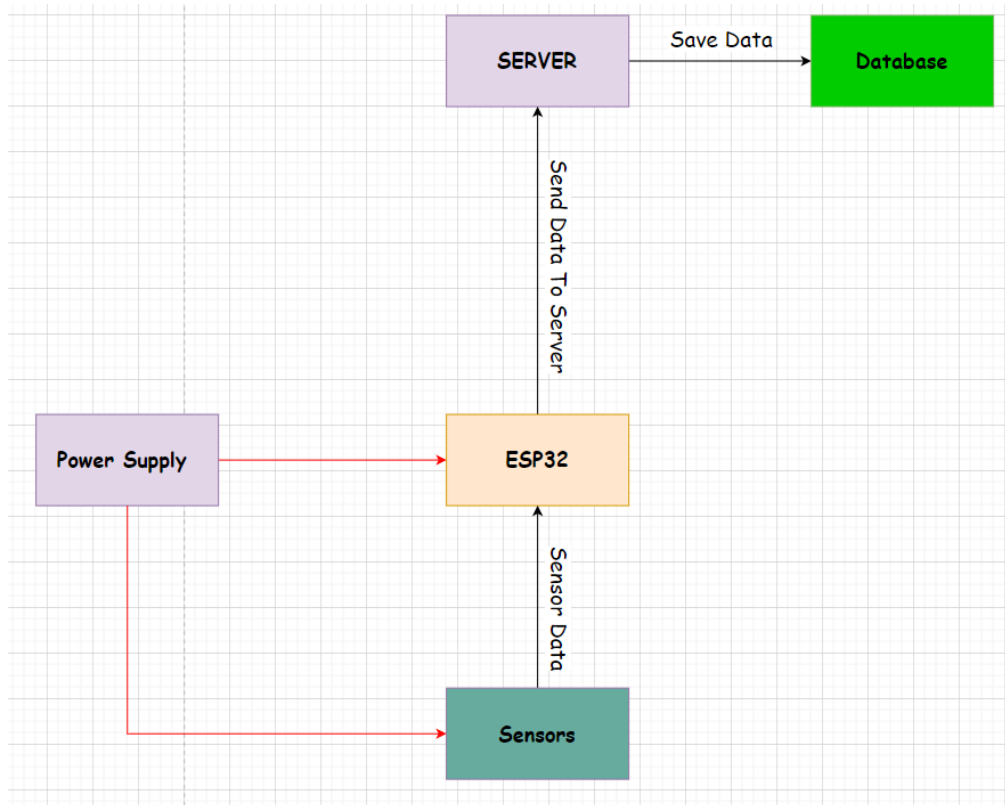 SERVER
Save Data
Database
Send Data To Server
Power Supply
ESP32
Sensor Data
Sensors